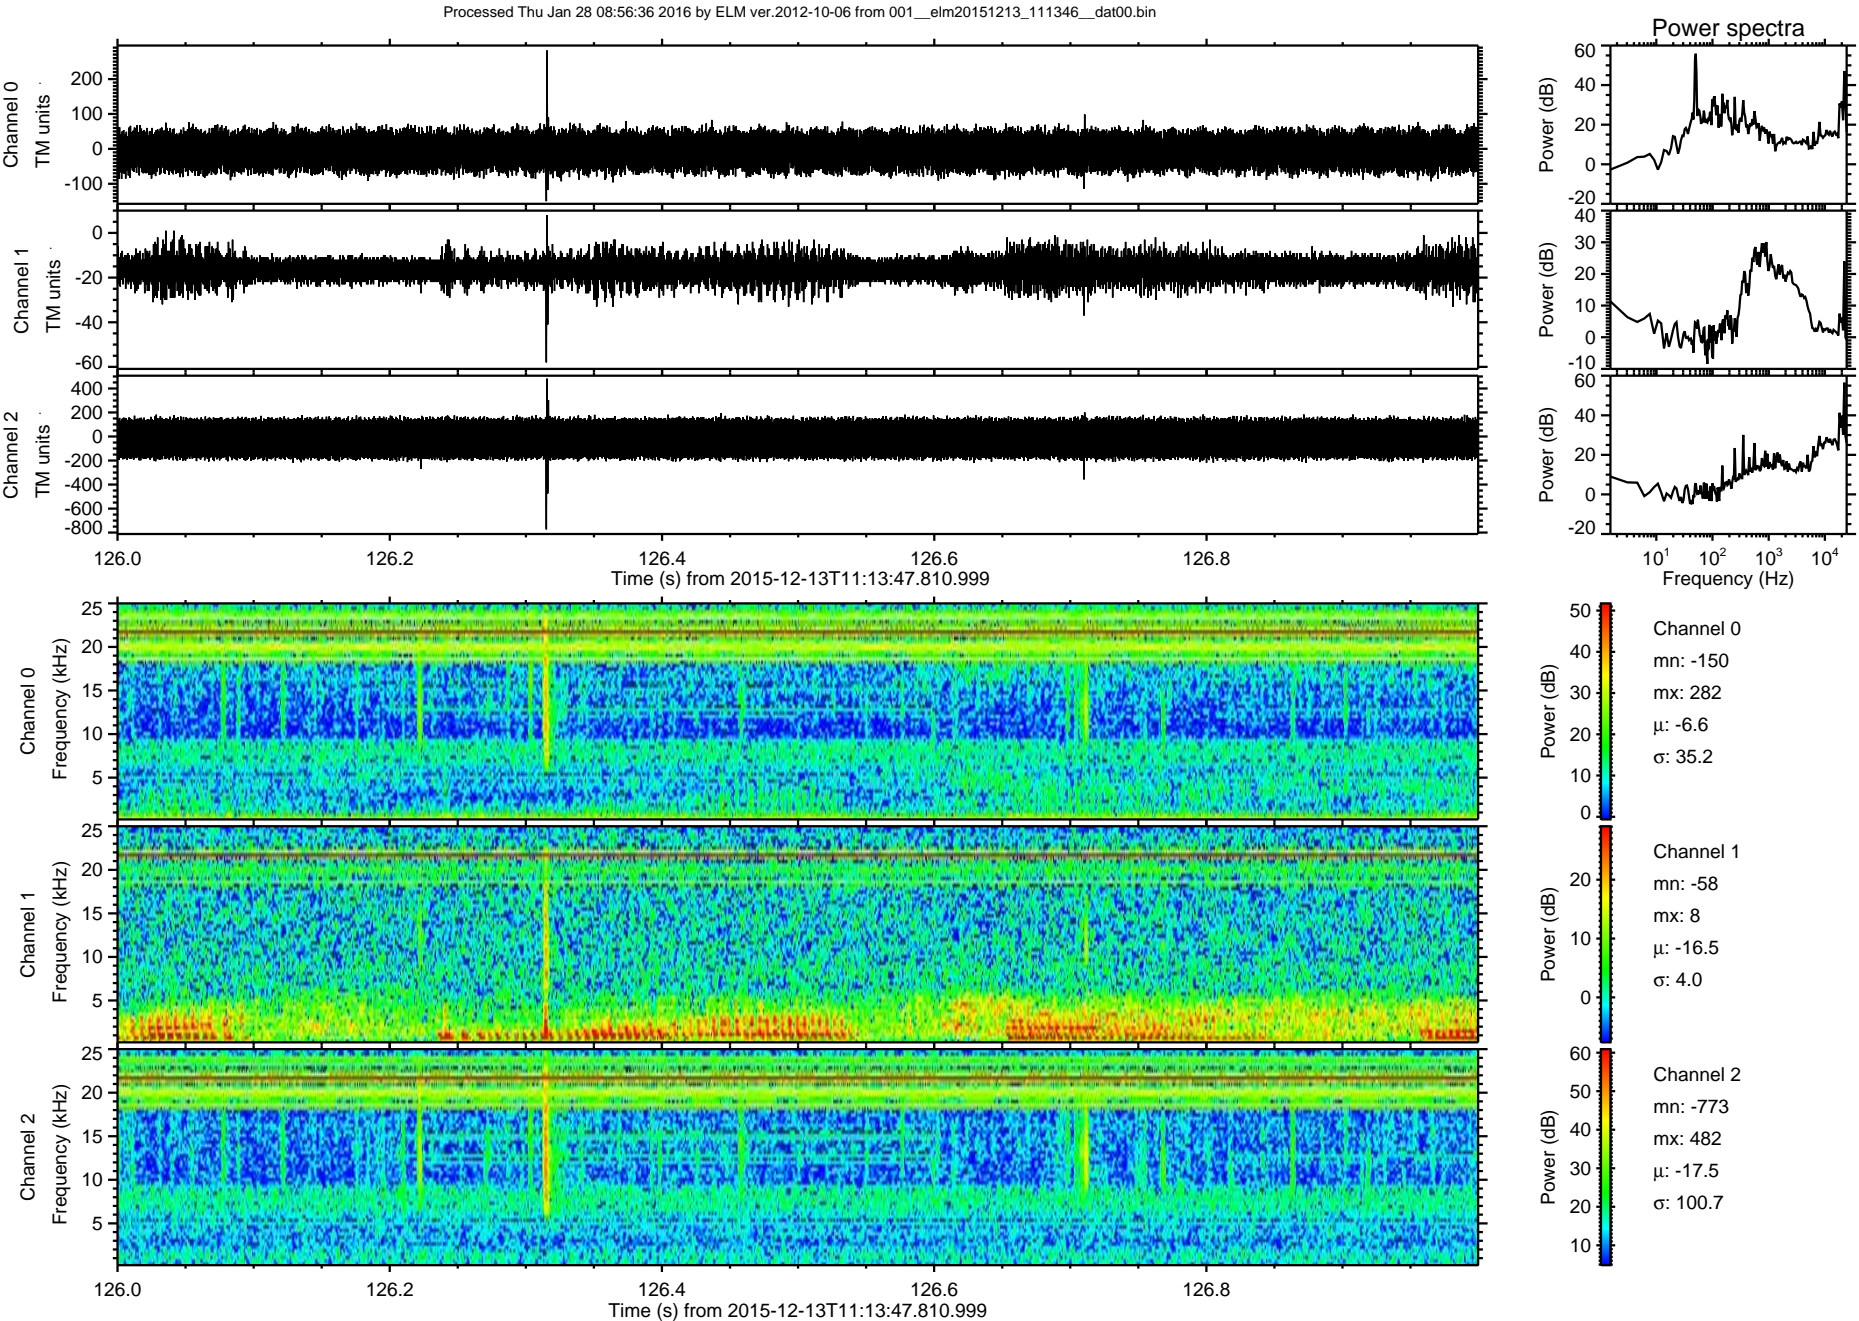 Processed Thu Jan 28 08:56:36 2016 by ELM ver.2012-10-06 from 001__elm20151213_111346__dat00.bin
Power spectra
Channel 0
TM units
200
100
0
-100
Power (dB)
60
40
20
0
-20
Channel 1
TM units
0
-20
-40
-60
Power (dB)
40
30
20
10
0
-10
Channel 2
TM units
400
200
0
-200
-400
-600
-800
Power (dB)
60
40
20
0
-20
126.0 126.2 126.4 126.6 126.8
Time (s) from 2015-12-13T11:13:47.810.999
10^1 10^2 10^3 10^4
Frequency (Hz)
Channel 0
Frequency (kHz)
25
20
15
10
5
Power (dB)
50
40
30
20
10
0
Channel 0
mn: -150
mx: 282
μ: -6.6
σ: 35.2
Channel 1
Frequency (kHz)
25
20
15
10
5
Power (dB)
20
10
0
Channel 1
mn: -58
mx: 8
μ: -16.5
σ: 4.0
Channel 2
Frequency (kHz)
25
20
15
10
5
Power (dB)
60
50
40
30
20
10
Channel 2
mn: -773
mx: 482
μ: -17.5
σ: 100.7
126.0 126.2 126.4 126.6 126.8
Time (s) from 2015-12-13T11:13:47.810.999